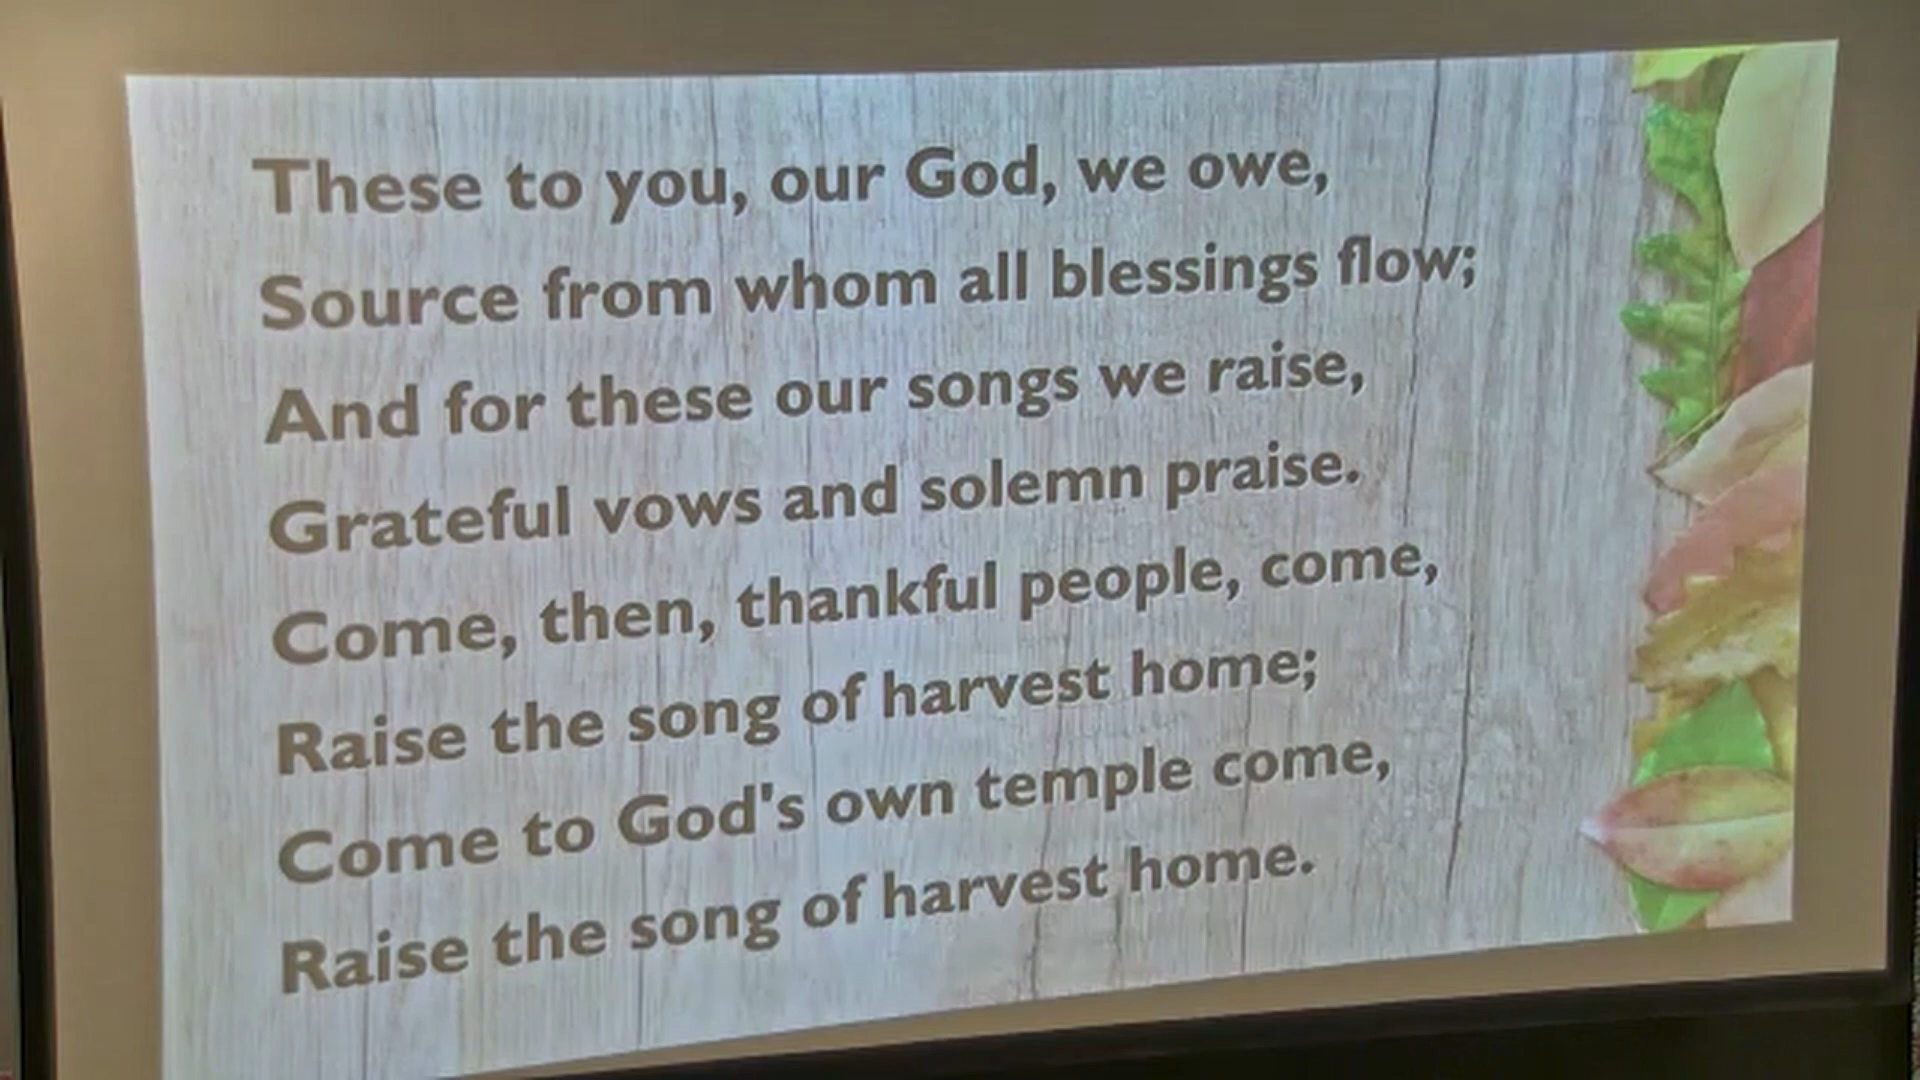 These to you, our God, we owe,
Source from whom all blessings flow;
And for these our songs we raise,
Grateful vows and solemn praise.
Come, then, thankful people, come,
Raise the song of harvest home;
Come to God's own temple come,
Raise the song of harvest home.